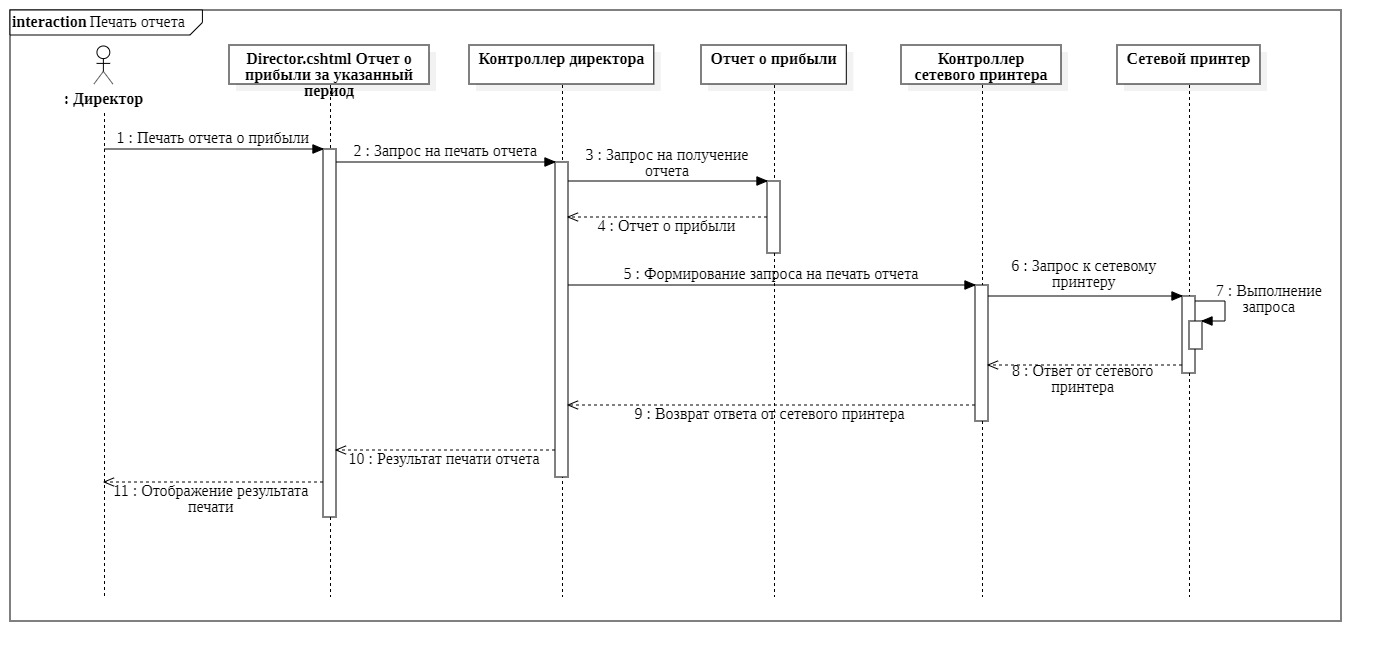 interaction Печать отчета
: Директор
Director.cshtml Отчет о
прибыли за указанный
период
Контроллер директора
Отчет о прибыли
Контроллер
сетевого принтера
Сетевой принтер
1 : Печать отчета о прибыли
2 : Запрос на печать отчета
3 : Запрос на получение
отчета
4 : Отчет о прибыли
5 : Формирование запроса на печать отчета
6 : Запрос к сетевому
принтеру
7 : Выполнение
запроса
8 : Ответ от сетевого
принтера
9 : Возврат ответа от сетевого принтера
10 : Результат печати отчета
11 : Отображение результата
печати